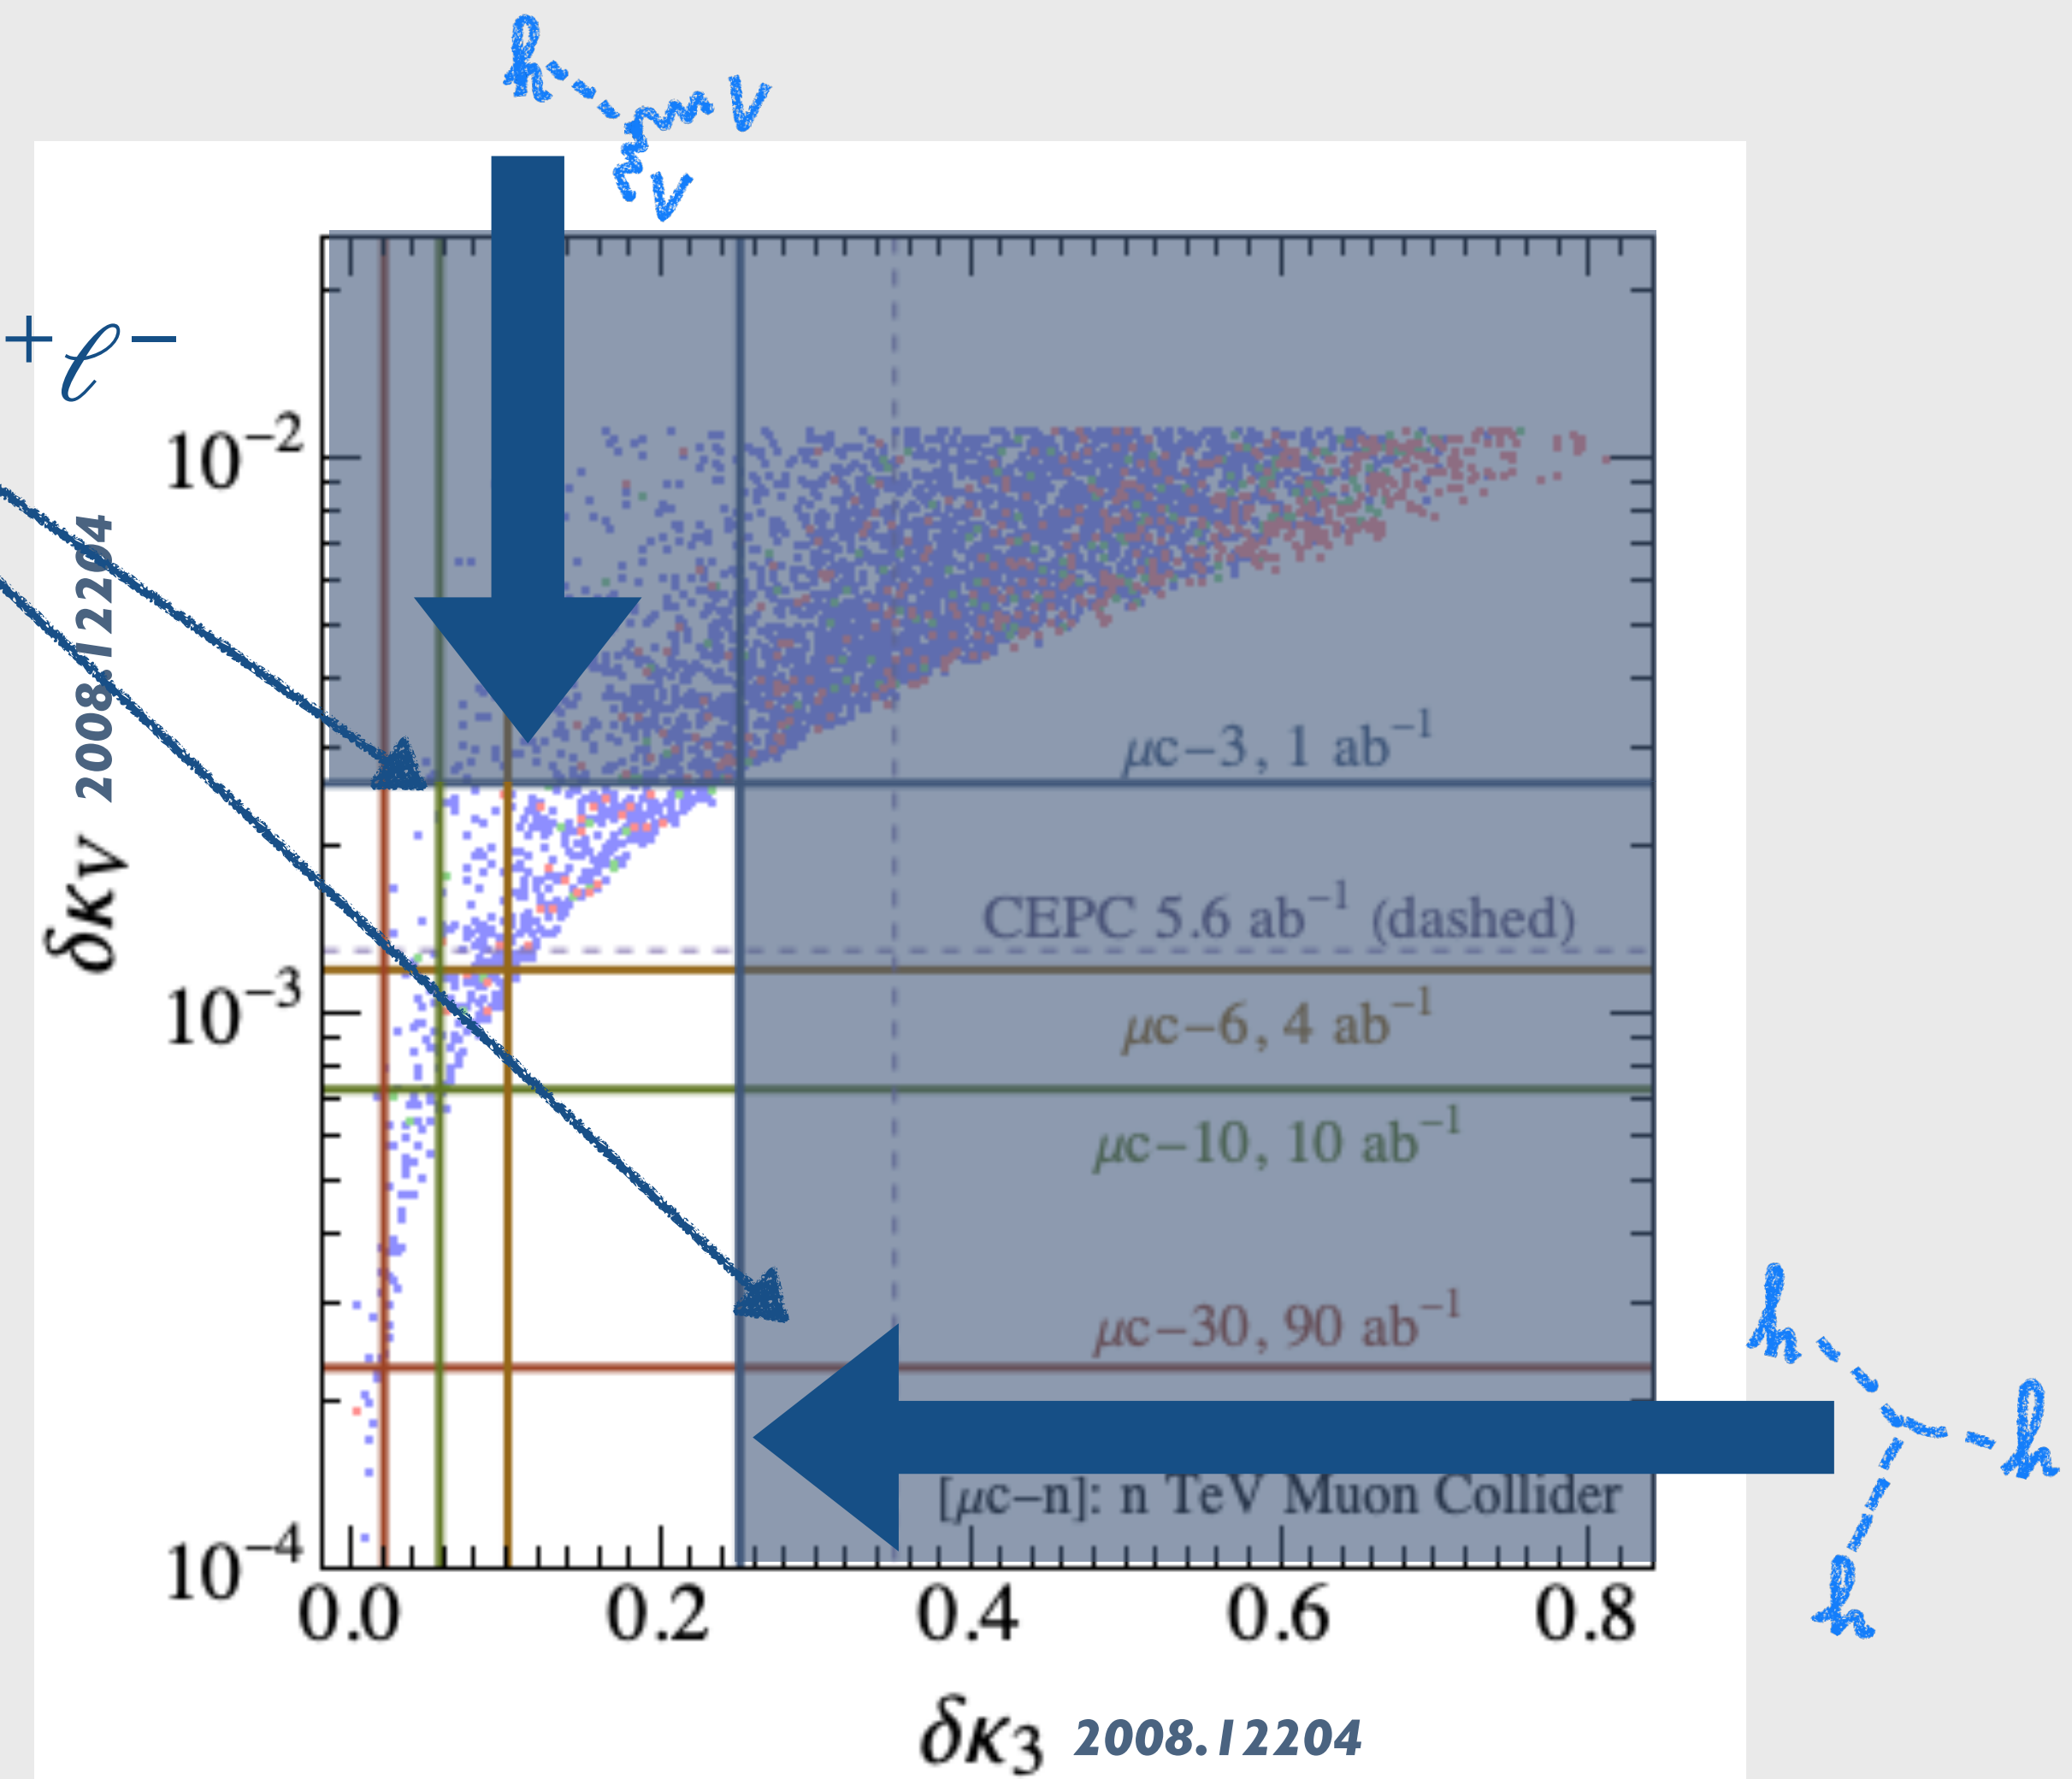 h V
V
+ℓ−
10−2
2008.12204
μc−3, 1 ab−1
δκV
CEPC 5.6 ab−1 (dashed)
10−3
μc−6, 4 ab−1
μc−10, 10 ab−1
μc−30, 90 ab−1
h
h
[μc−n]: n TeV Muon Collider
h
10−4
0.0 0.2 0.4 0.6 0.8
δκ3 2008.12204